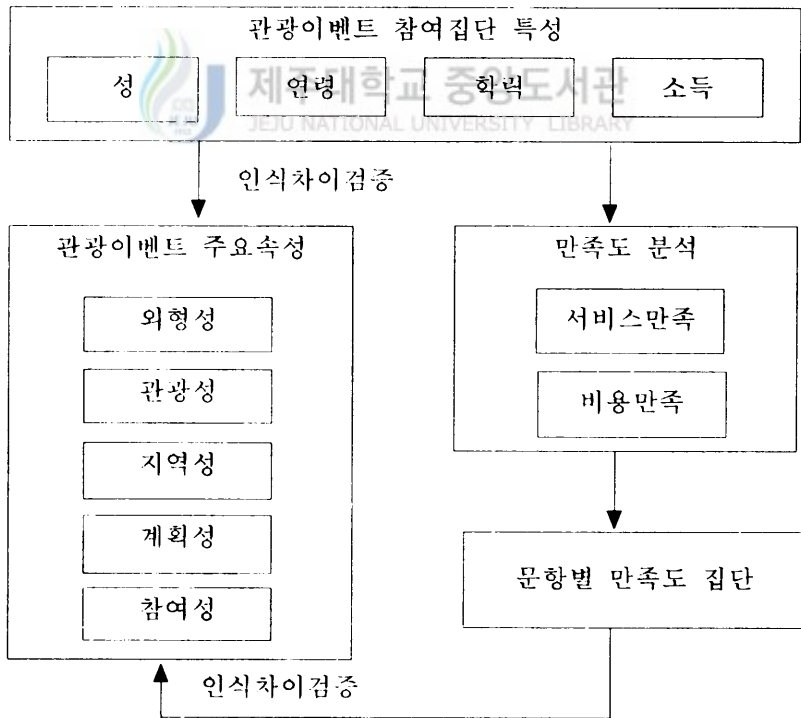 관광이벤트 참여집단 특성
성 연령 학력 소득
제주대학교 중앙도서관
JEJU NATIONAL UNIVERSITY LIBRARY
인식차이검증
관광이벤트 주요속성
외형성
관광성
지역성
계획성
참여성
만족도 분석
서비스만족
비용만족
문항별 만족도 집단
인식차이검증